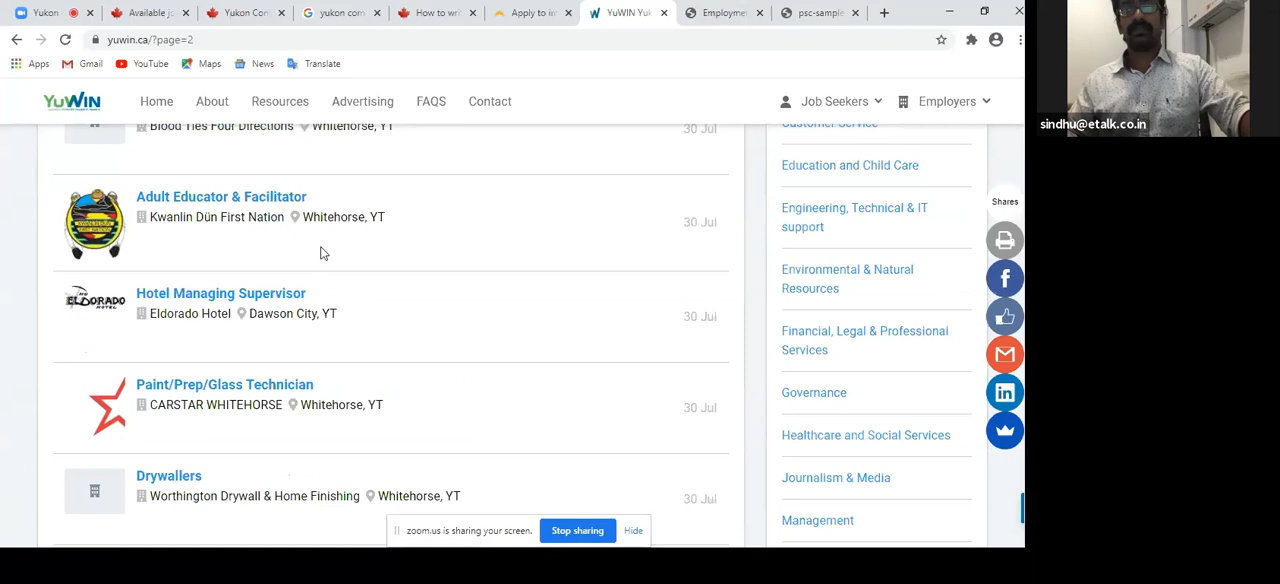 Yukon -
Available jo
Yukon Com
yukon com
How to writ
Apply to im
YuWIN Yuk
Employmen
psc-sample
yuwin.ca/?page=2
Apps
Gmail
YouTube
Maps
News
Translate
YuWIN
Home
About
Resources
Advertising
FAQS
Contact
Job Seekers
Employers
Blood Ties Four Directions Whitehorse, YT
30 Jul
Adult Educator & Facilitator
Kwanlin Dün First Nation Whitehorse, YT
30 Jul
ELDORADO
HOTEL
Hotel Managing Supervisor
Eldorado Hotel Dawson City, YT
30 Jul
Paint/Prep/Glass Technician
CARSTAR WHITEHORSE Whitehorse, YT
30 Jul
Drywallers
Worthington Drywall & Home Finishing Whitehorse, YT
30 Jul
Customer Service
Education and Child Care
Engineering, Technical & IT
support
Environmental & Natural
Resources
Financial, Legal & Professional
Services
Governance
Healthcare and Social Services
Journalism & Media
Management
Shares
zoom.us is sharing your screen.
Stop sharing
Hide
sindhu@etalk.co.in